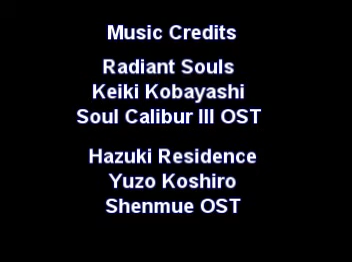 Music Credits
Radiant Souls
Keiki Kobayashi
Soul Calibur III OST
Hazuki Residence
Yuzo Koshiro
Shenmue OST